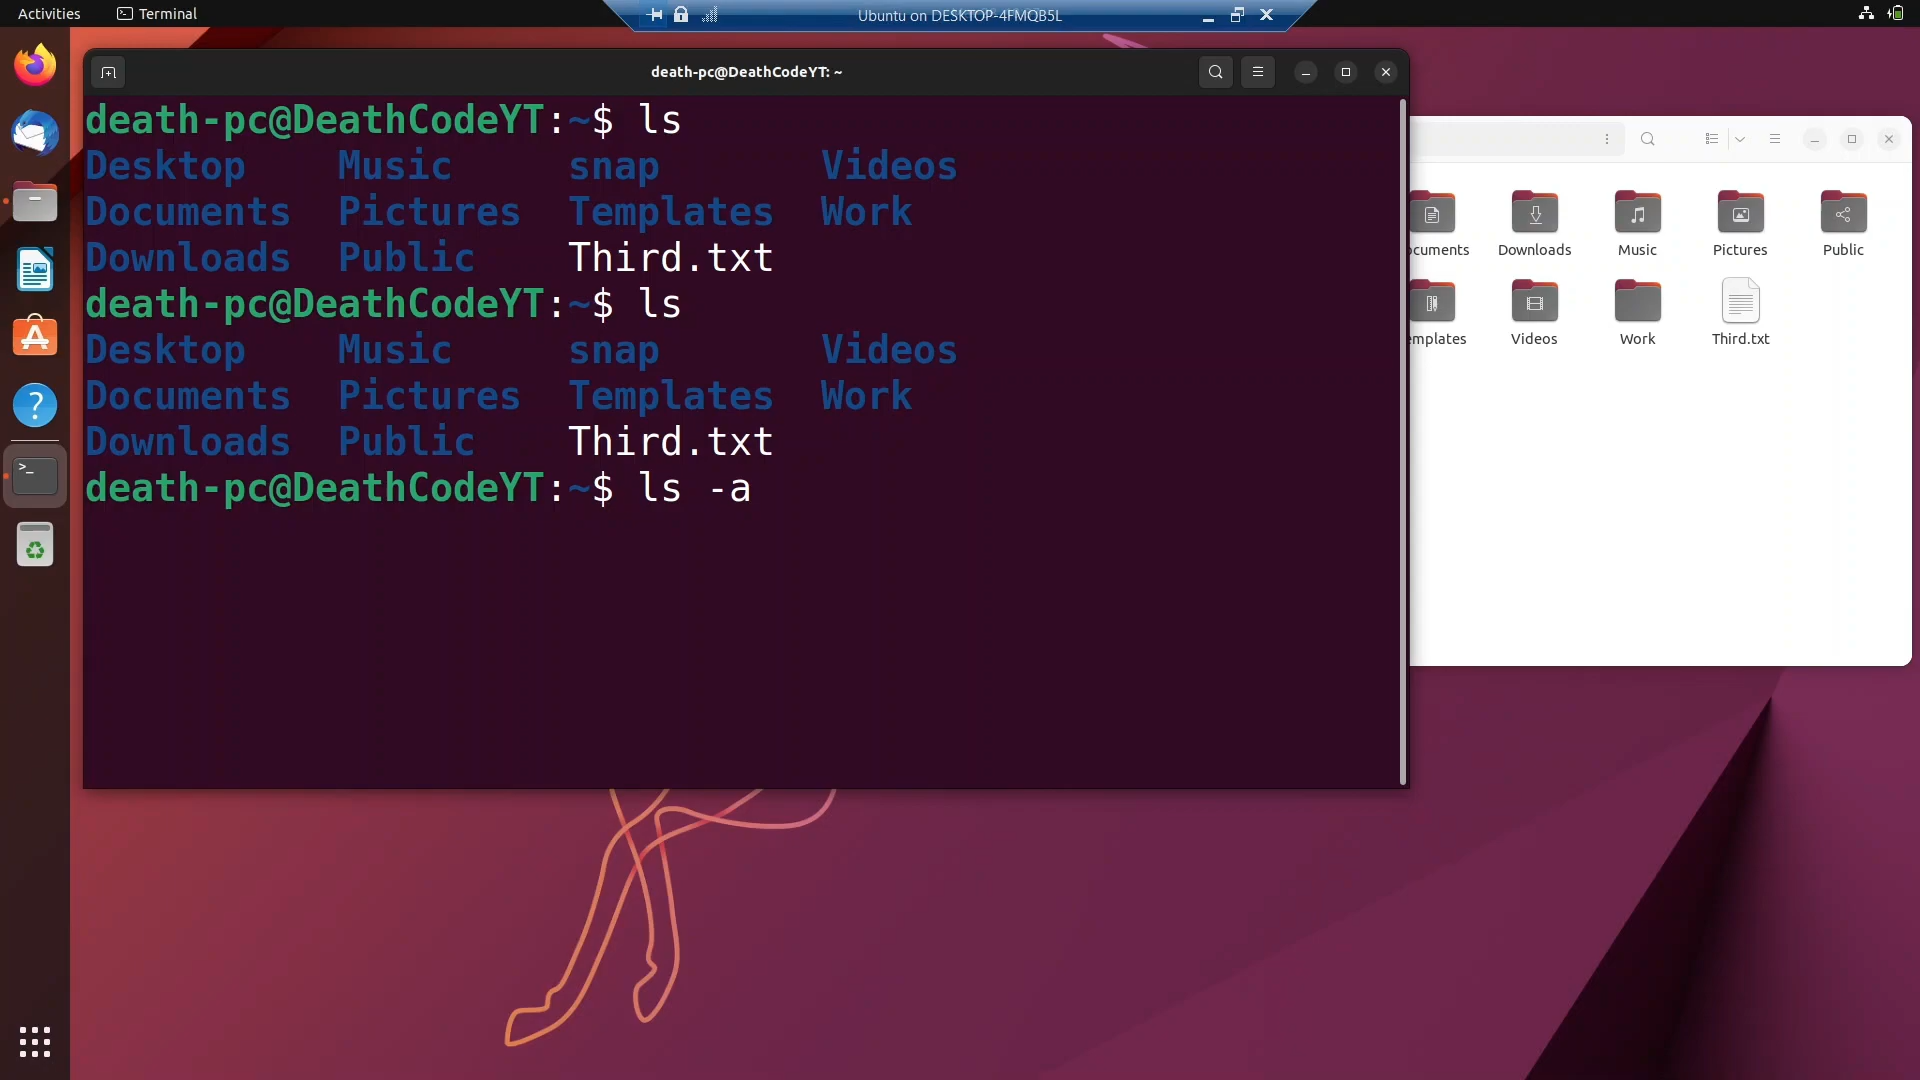 Activities Terminal
Ubuntu on DESKTOP-4FMQB5L
death-pc@DeathCodeYT: ~
death-pc@DeathCodeYT:~$ ls
Desktop Music snap Videos
Documents Pictures Templates Work
Downloads Public Third.txt
death-pc@DeathCodeYT:~$ ls
Desktop Music snap Videos
Documents Pictures Templates Work
Downloads Public Third.txt
death-pc@DeathCodeYT:~$ ls -a
ocuments Downloads Music Pictures Public
emplates Videos Work Third.txt